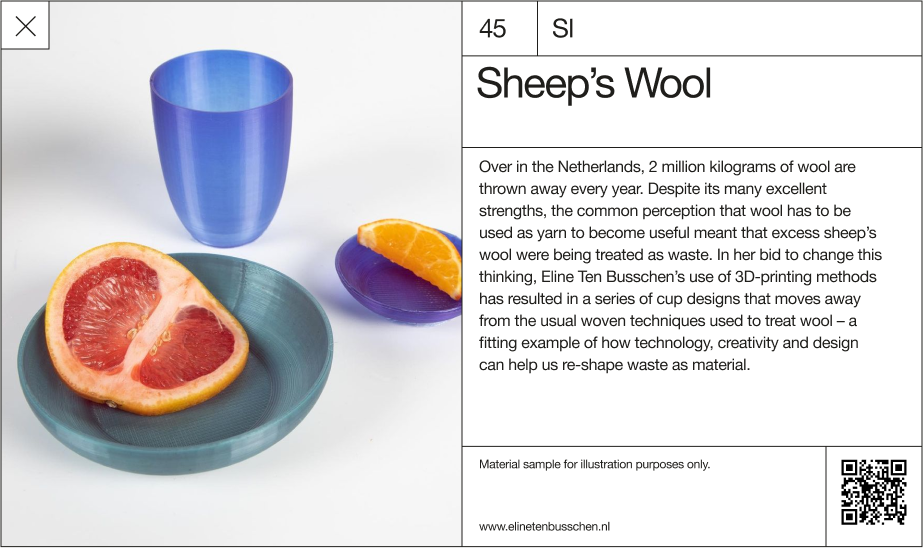 45
SI
Sheep's Wool
Over in the Netherlands, 2 million kilograms of wool are
thrown away every year. Despite its many excellent
strengths, the common perception that wool has to be
used as yarn to become useful meant that excess sheep's
wool were being treated as waste. In her bid to change this
thinking, Eline Ten Busschen's use of 3D-printing methods
has resulted in a series of cup designs that moves away
from the usual woven techniques used to treat wool – a
fitting example of how technology, creativity and design
can help us re-shape waste as material.
Material sample for illustration purposes only.
www.elinetenbusschen.nl